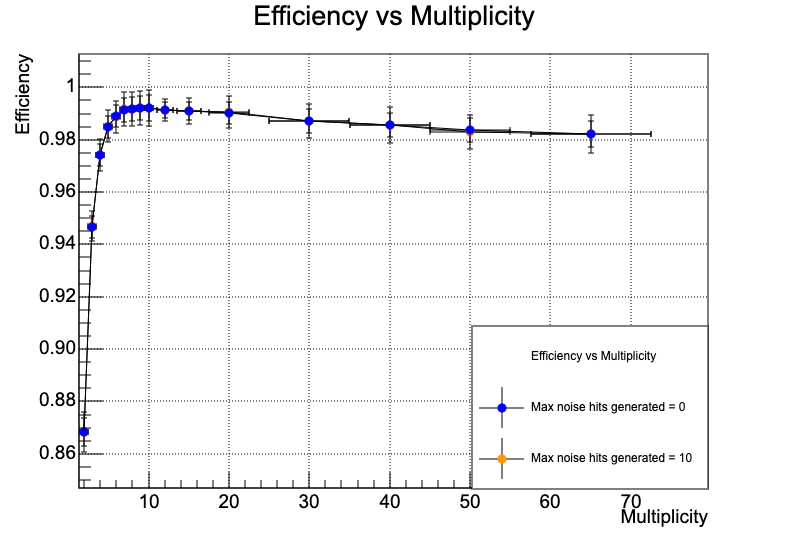 Efficiency vs Multiplicity
Efficiency
1
0.98
0.96
0.94
0.92
0.90
0.88
0.86
Efficiency vs Multiplicity
Max noise hits generated = 0
Max noise hits generated = 10
10 20 30 40 50 60 70
Multiplicity